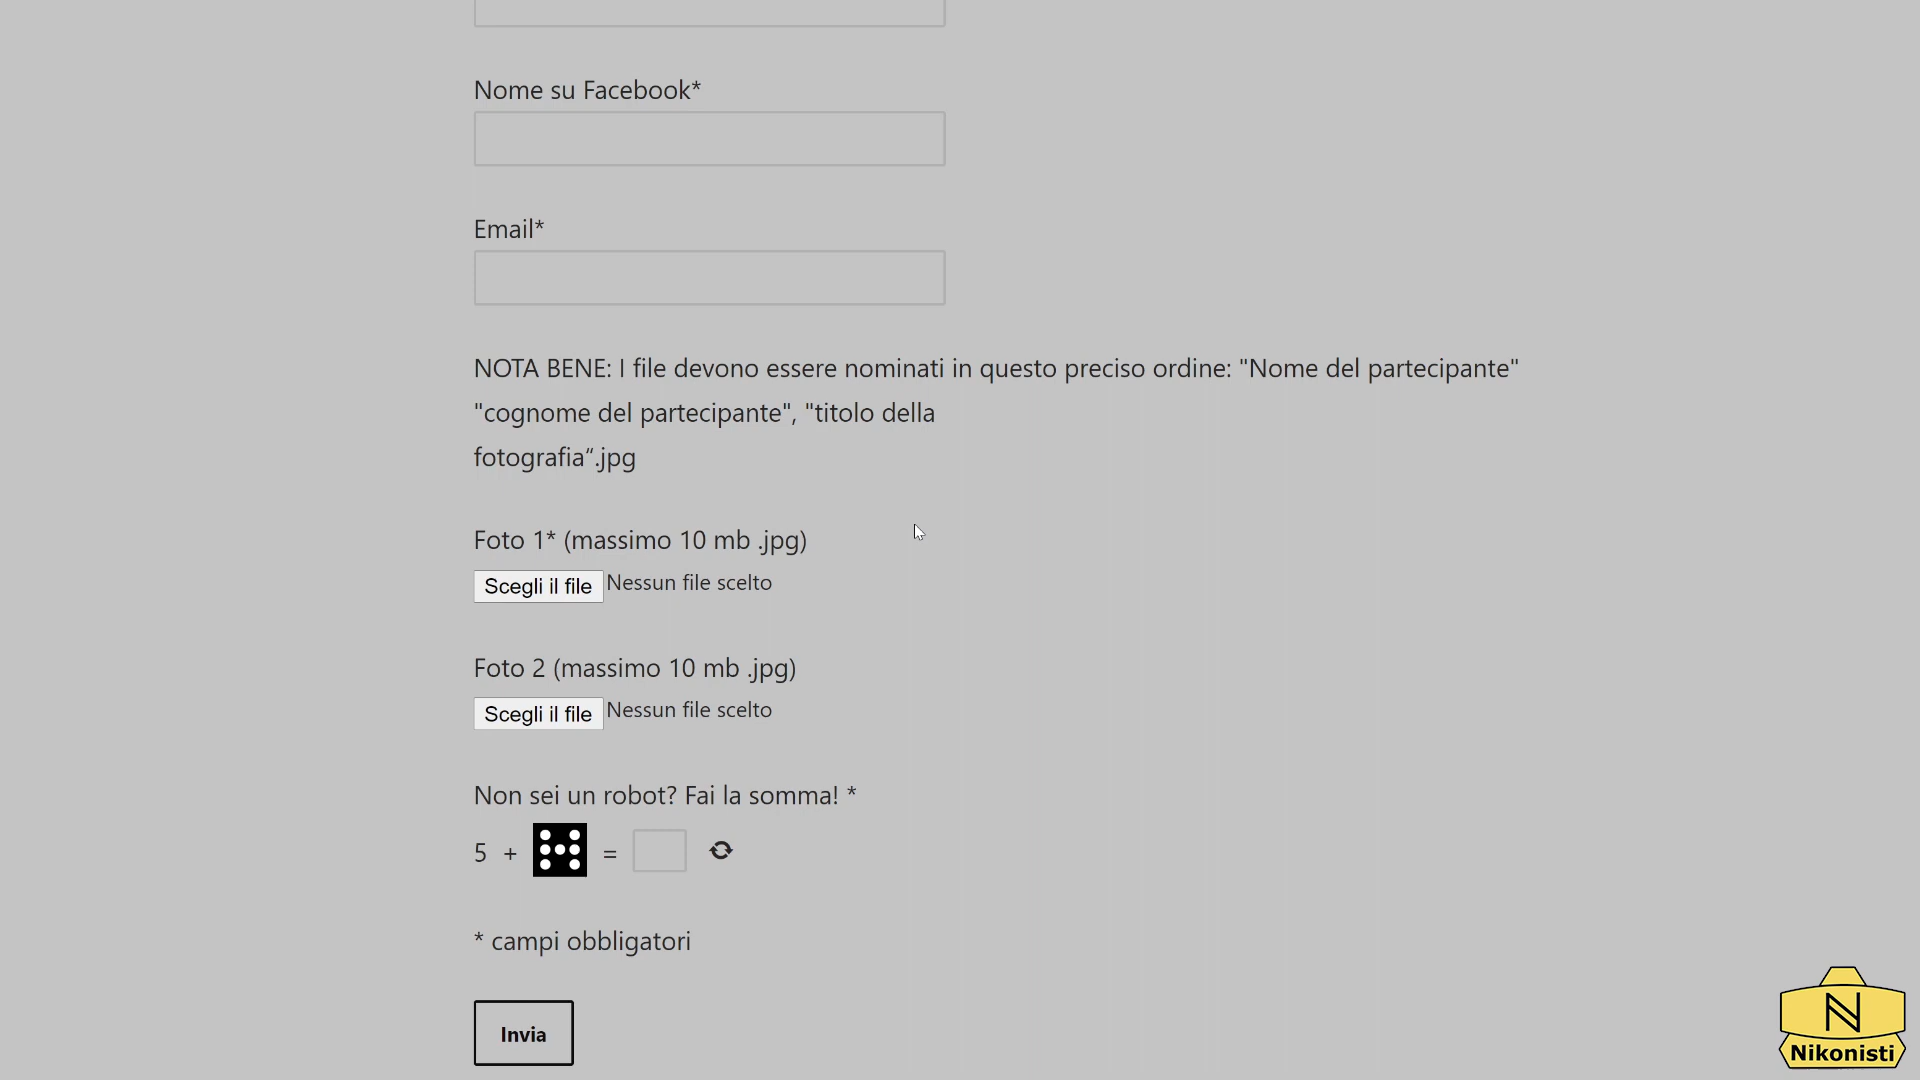 Nome su Facebook*
Email*
NOTA BENE: I file devono essere nominati in questo preciso ordine: "Nome del partecipante"
"cognome del partecipante", "titolo della
fotografia“.jpg
Foto 1* (massimo 10 mb .jpg)
Scegli il file Nessun file scelto
Foto 2 (massimo 10 mb .jpg)
Scegli il file Nessun file scelto
Non sei un robot? Fai la somma! *
5 + =
* campi obbligatori
Invia
N
Nikonisti